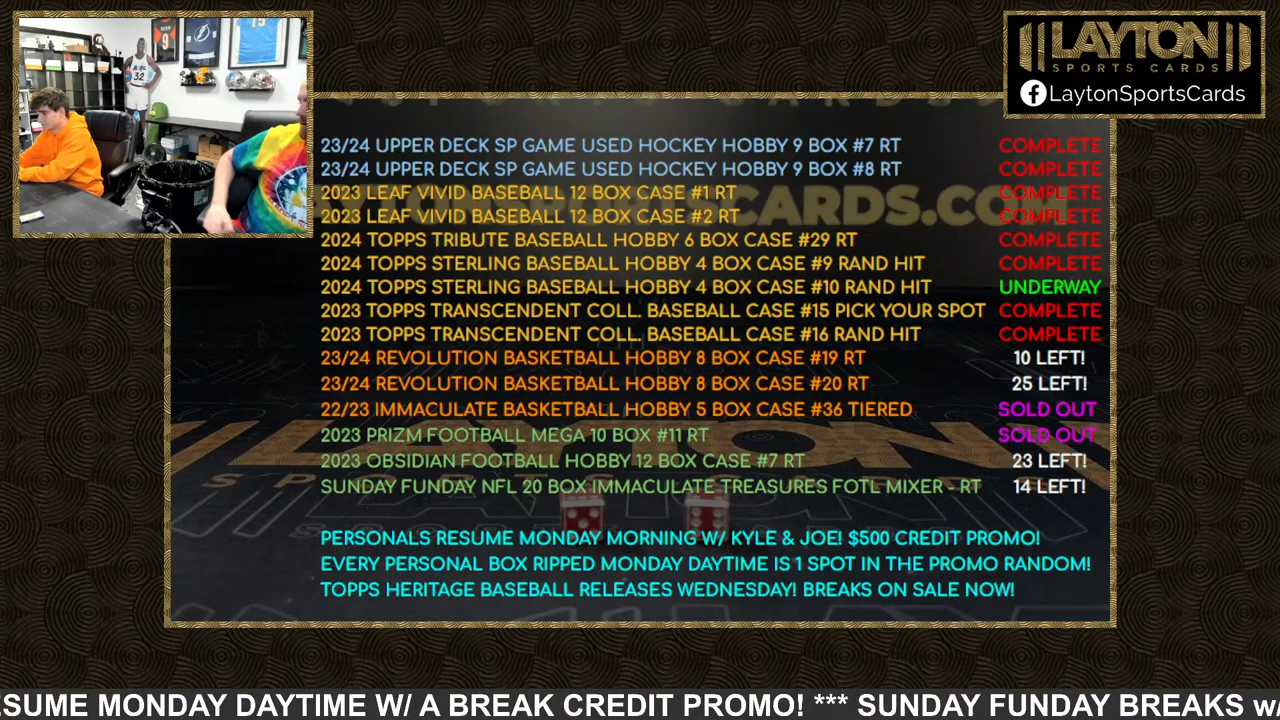 LAYTON
SPORTS CARDS
LaytonSportsCards
23/24 UPPER DECK SP GAME USED HOCKEY HOBBY 9 BOX #7 RT COMPLETE
23/24 UPPER DECK SP GAME USED HOCKEY HOBBY 9 BOX #8 RT COMPLETE
2023 LEAF VIVID BASEBALL 12 BOX CASE #1 RT COMPLETE
2023 LEAF VIVID BASEBALL 12 BOX CASE #2 RT COMPLETE
2024 TOPPS TRIBUTE BASEBALL HOBBY 6 BOX CASE #29 RT COMPLETE
2024 TOPPS STERLING BASEBALL HOBBY 4 BOX CASE #9 RAND HIT COMPLETE
2024 TOPPS STERLING BASEBALL HOBBY 4 BOX CASE #10 RAND HIT UNDERWAY
2023 TOPPS TRANSCENDENT COLL. BASEBALL CASE #15 PICK YOUR SPOT COMPLETE
2023 TOPPS TRANSCENDENT COLL. BASEBALL CASE #16 RAND HIT COMPLETE
23/24 REVOLUTION BASKETBALL HOBBY 8 BOX CASE #19 RT 10 LEFT!
23/24 REVOLUTION BASKETBALL HOBBY 8 BOX CASE #20 RT 25 LEFT!
22/23 IMMACULATE BASKETBALL HOBBY 5 BOX CASE #36 TIERED SOLD OUT
2023 PRIZM FOOTBALL MEGA 10 BOX #11 RT SOLD OUT
2023 OBSIDIAN FOOTBALL HOBBY 12 BOX CASE #7 RT 23 LEFT!
SUNDAY FUNDAY NFL 20 BOX IMMACULATE TREASURES FOTL MIXER - RT 14 LEFT!
PERSONALS RESUME MONDAY MORNING W/ KYLE & JOE! $500 CREDIT PROMO!
EVERY PERSONAL BOX RIPPED MONDAY DAYTIME IS 1 SPOT IN THE PROMO RANDOM!
TOPPS HERITAGE BASEBALL RELEASES WEDNESDAY! BREAKS ON SALE NOW!
SUME MONDAY DAYTIME W/ A BREAK CREDIT PROMO! *** SUNDAY FUNDAY BREAKS w/